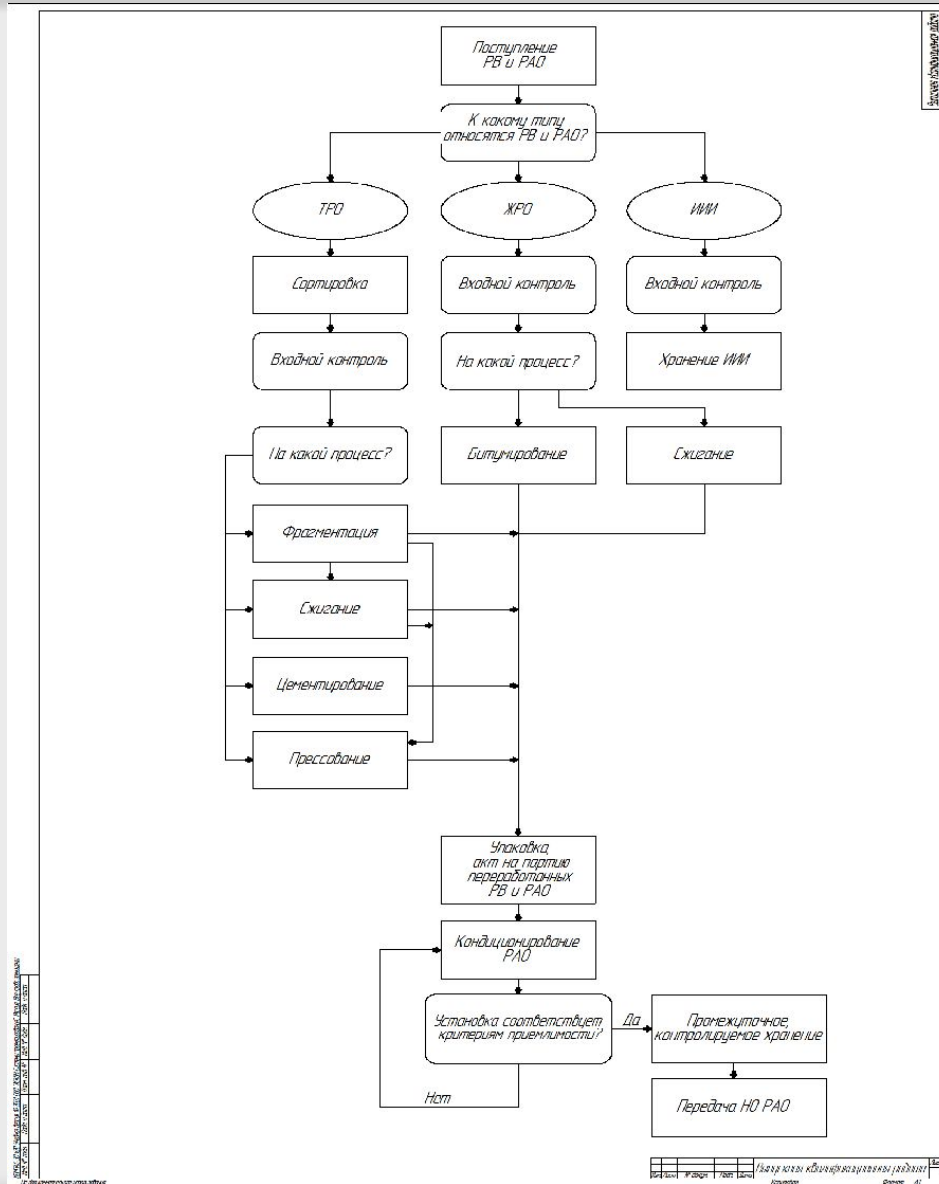 Поступление
РВ и РАО
К какому типу
относятся РВ и РАО?
ТРО
ЖРО
ИИИ
Сортировка
Входной контроль
Входной контроль
Входной контроль
На какой процесс?
Хранение ИИИ
На какой процесс?
Битумирование
Сжигание
Фрагментация
Сжигание
Цементирование
Прессование
Упаковка,
акт на партию
переработанных
РВ и РАО
Кондиционирование
РАО
Установка соответствует
критериям приемлимости?
Да
Промежуточное,
контролируемое хранение
Нет
Передача НО РАО